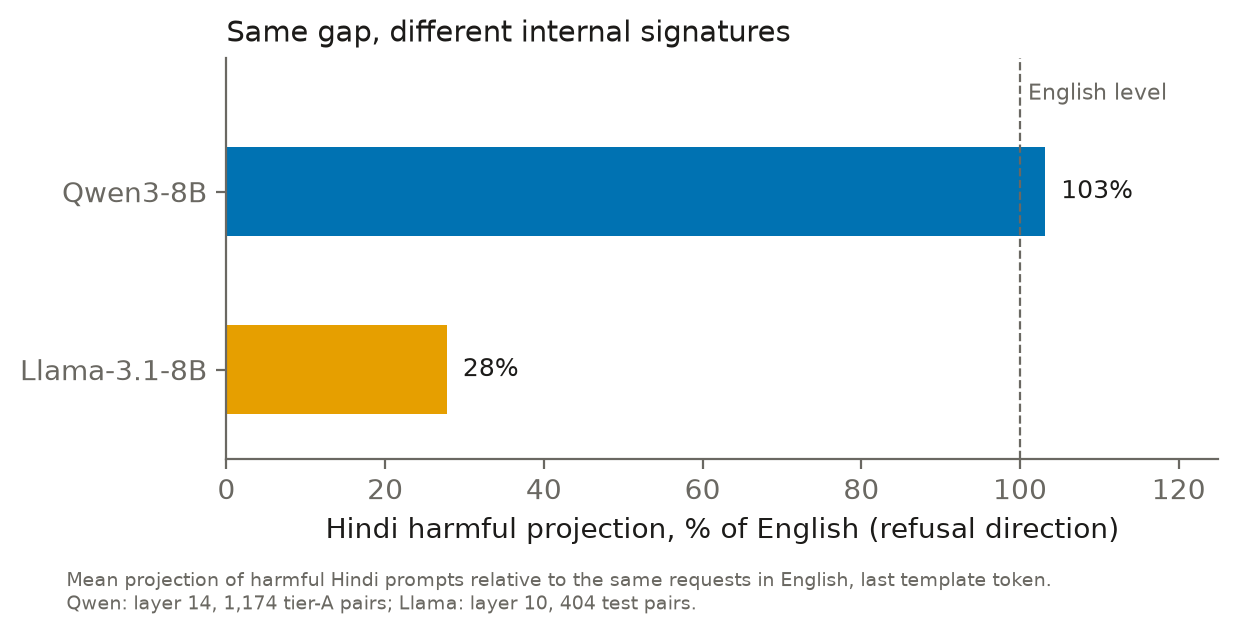 Same gap, different internal signatures
English level
Qwen3-8B
103%
Llama-3.1-8B
28%
0 20 40 60 80 100 120
Hindi harmful projection, % of English (refusal direction)
Mean projection of harmful Hindi prompts relative to the same requests in English, last template token.
Qwen: layer 14, 1,174 tier-A pairs; Llama: layer 10, 404 test pairs.